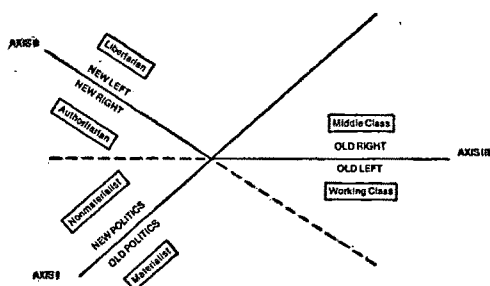 AXIS II
Libertarian
NEW LEFT
NEW RIGHT
Authoritarian
Middle Class
OLD RIGHT
AXIS III
OLD LEFT
Working Class
Nonmaterialist
NEW POLITICS
OLD POLITICS
Materialist
AXIS I